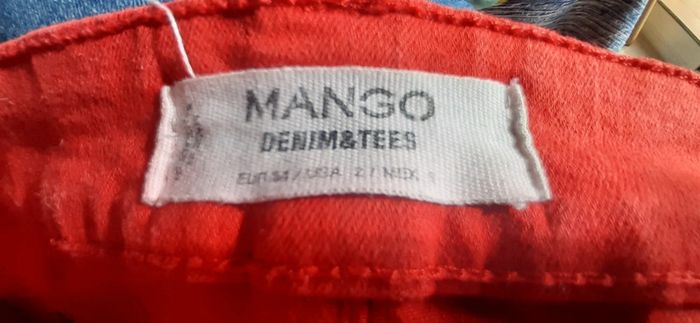 MANGO
DENIM&TEES
EUR 34 / USA 2 / MEX